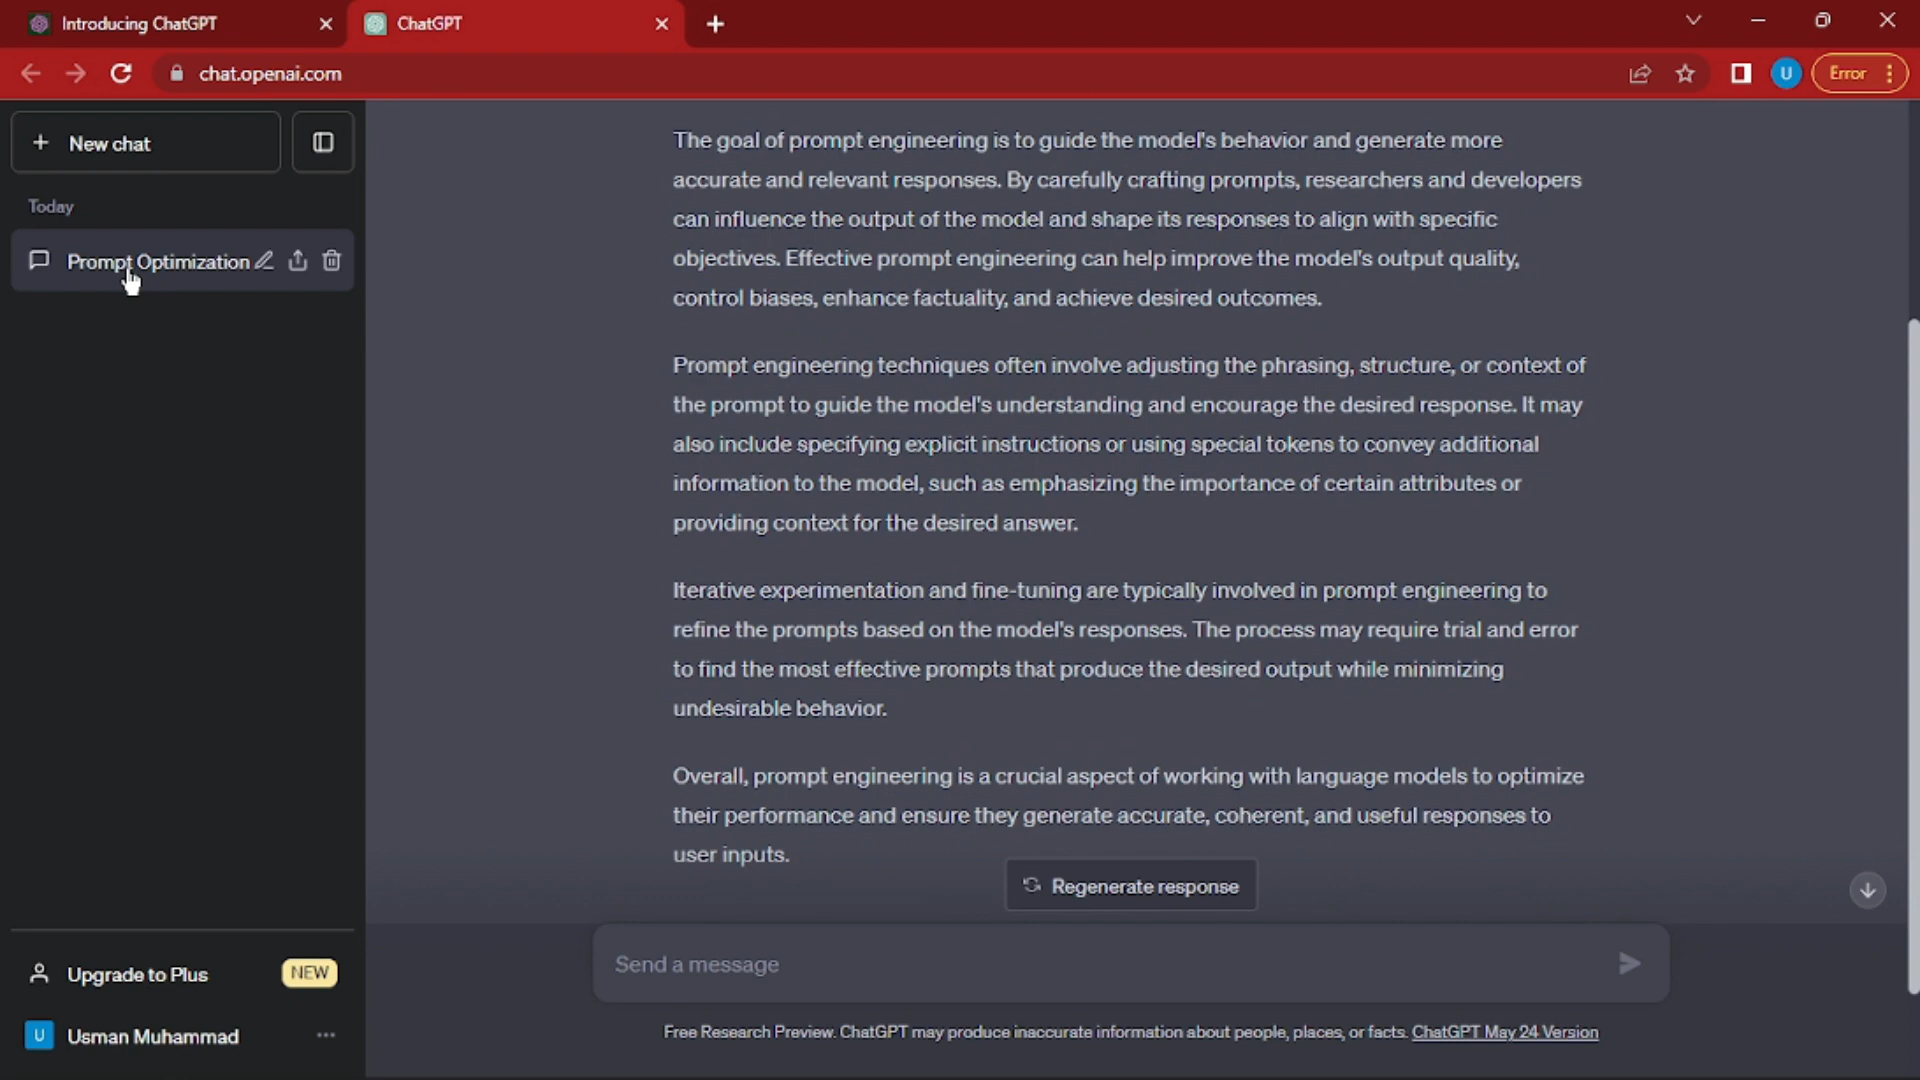 Introducing ChatGPT
ChatGPT
chat.openai.com
U
Error
New chat
Today
Prompt Optimization
The goal of prompt engineering is to guide the model's behavior and generate more
accurate and relevant responses. By carefully crafting prompts, researchers and developers
can influence the output of the model and shape its responses to align with specific
objectives. Effective prompt engineering can help improve the model's output quality,
control biases, enhance factuality, and achieve desired outcomes.
Prompt engineering techniques often involve adjusting the phrasing, structure, or context of
the prompt to guide the model's understanding and encourage the desired response. It may
also include specifying explicit instructions or using special tokens to convey additional
information to the model, such as emphasizing the importance of certain attributes or
providing context for the desired answer.
Iterative experimentation and fine-tuning are typically involved in prompt engineering to
refine the prompts based on the model's responses. The process may require trial and error
to find the most effective prompts that produce the desired output while minimizing
undesirable behavior.
Overall, prompt engineering is a crucial aspect of working with language models to optimize
their performance and ensure they generate accurate, coherent, and useful responses to
user inputs.
Regenerate response
Send a message
Free Research Preview. ChatGPT may produce inaccurate information about people, places, or facts. ChatGPT May 24 Version
Upgrade to Plus
NEW
U
Usman Muhammad